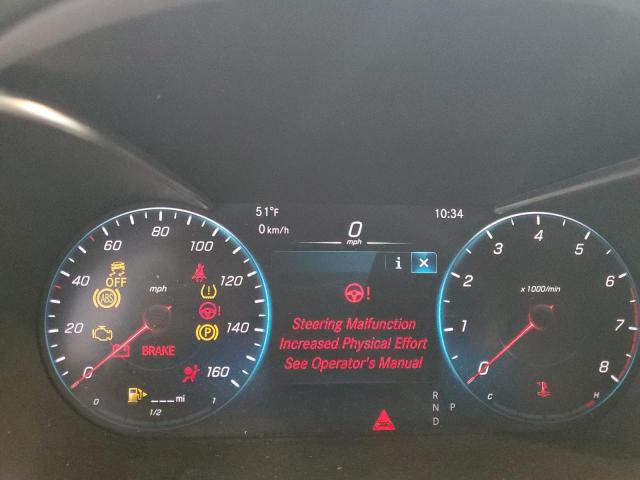 51°F
0 km/h
0
mph
10:34
i ×
Steering Malfunction
Increased Physical Effort
See Operator's Manual
0 20 40 60 80 100 120 140 160
mph
OFF
ABS
!
P
BRAKE
___mi
0 1/2 1
0 1 2 3 4 5 6 7 8
x 1000/min
C H
R
N P
D